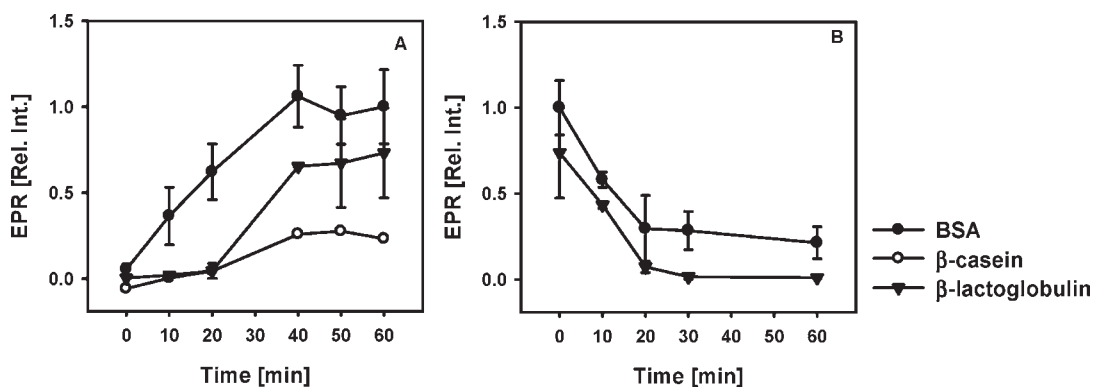 A
1.5
1.0
0.5
0.0
EPR [Rel. Int.]
0 10 20 30 40 50 60
Time [min]
B
1.5
1.0
0.5
0.0
EPR [Rel. Int.]
0 10 20 30 40 50 60
Time [min]
BSA
β-casein
β-lactoglobulin